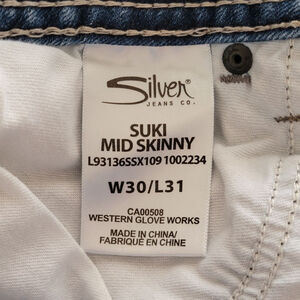 Silver
JEANS CO.
SUKI
MID SKINNY
L93136SSX109 1002234
W30/L31
CA00508
WESTERN GLOVE WORKS
MADE IN CHINA/
FABRIQUÉ EN CHINE